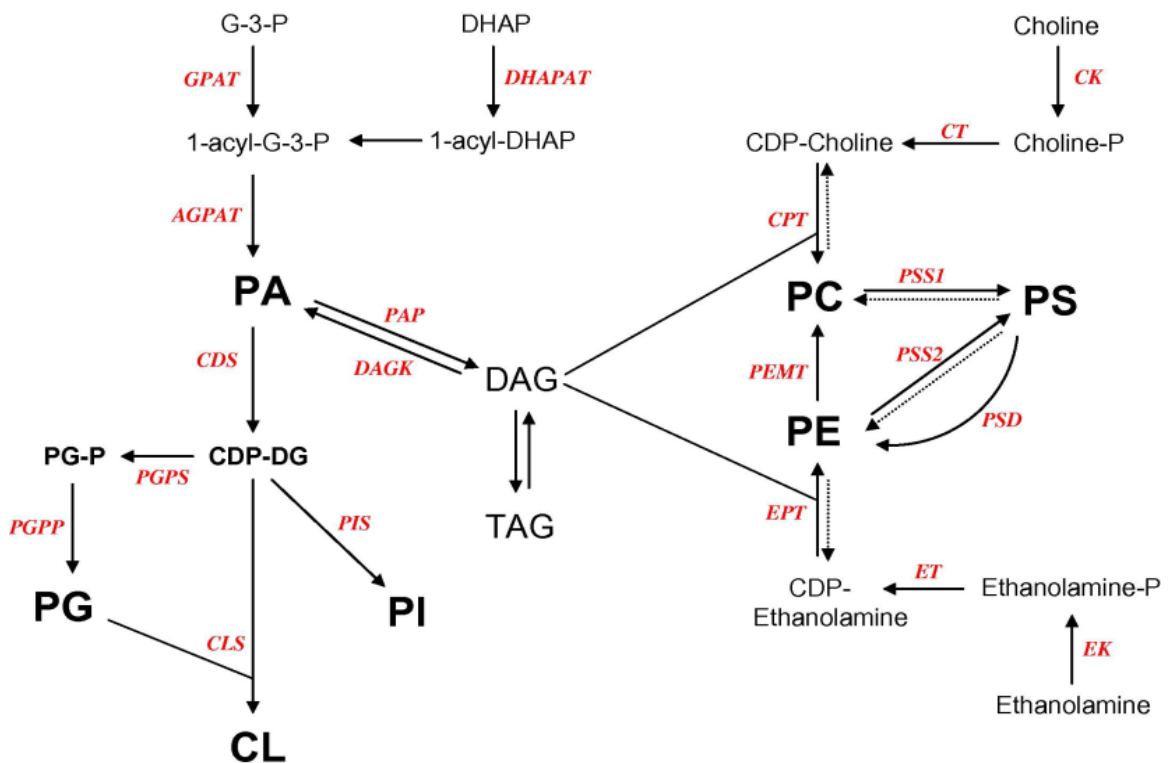 G-3-P
DHAP
Choline
GPAT
DHAPAT
CK
1-acyl-G-3-P
1-acyl-DHAP
CDP-Choline
CT
Choline-P
AGPAT
CPT
PA
PC
PSS1
PS
PAP
CDS
DAGK
DAG
PEMT
PSS2
PSD
PE
PG-P
PGPS
CDP-DG
PGPP
PIS
TAG
EPT
PG
PI
CDP-
Ethanolamine
ET
Ethanolamine-P
CLS
EK
Ethanolamine
CL